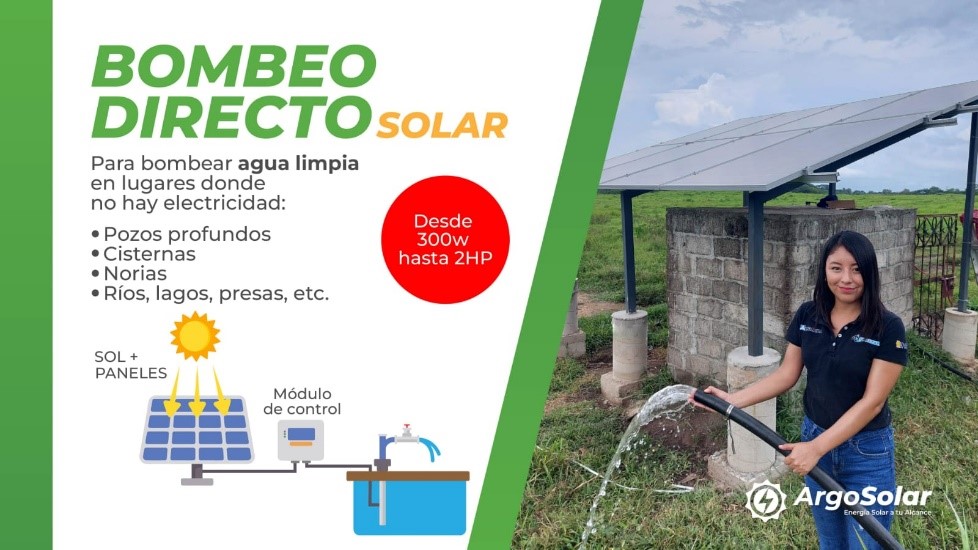 BOMBEO
DIRECTO SOLAR
Para bombear agua limpia
en lugares donde
no hay electricidad:
• Pozos profundos
• Cisternas
• Norias
• Ríos, lagos, presas, etc.
Desde
300w
hasta 2HP
SOL +
PANELES
Módulo
de control
ArgoSolar
Energía Solar a tu Alcance